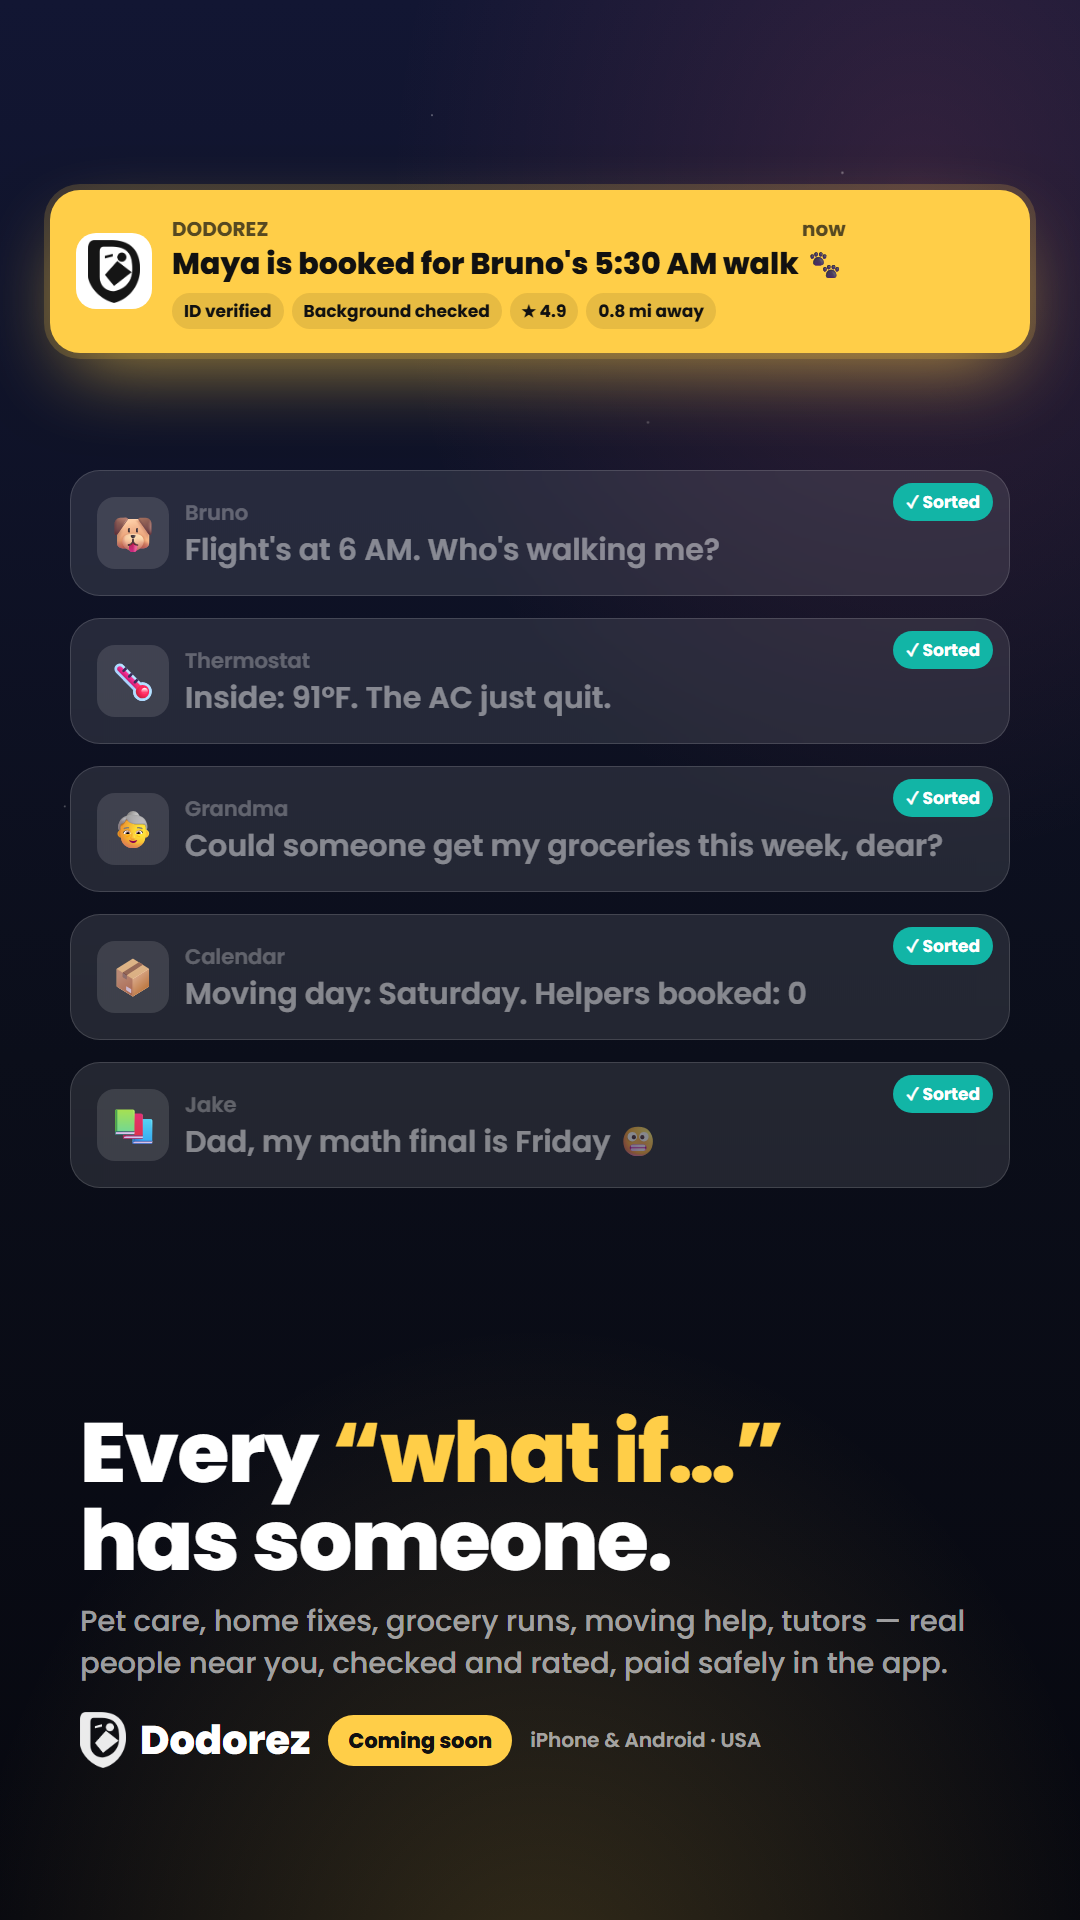 DODOREZ
now
Maya is booked for Bruno's 5:30 AM walk 🐾
ID verified
Background checked
★ 4.9
0.8 mi away
Bruno
✓ Sorted
Flight's at 6 AM. Who's walking me?
Thermostat
✓ Sorted
Inside: 91°F. The AC just quit.
Grandma
✓ Sorted
Could someone get my groceries this week, dear?
Calendar
✓ Sorted
Moving day: Saturday. Helpers booked: 0
Jake
✓ Sorted
Dad, my math final is Friday 😬
Every “what if...”
has someone.
Pet care, home fixes, grocery runs, moving help, tutors — real
people near you, checked and rated, paid safely in the app.
Dodorez
Coming soon
iPhone & Android · USA